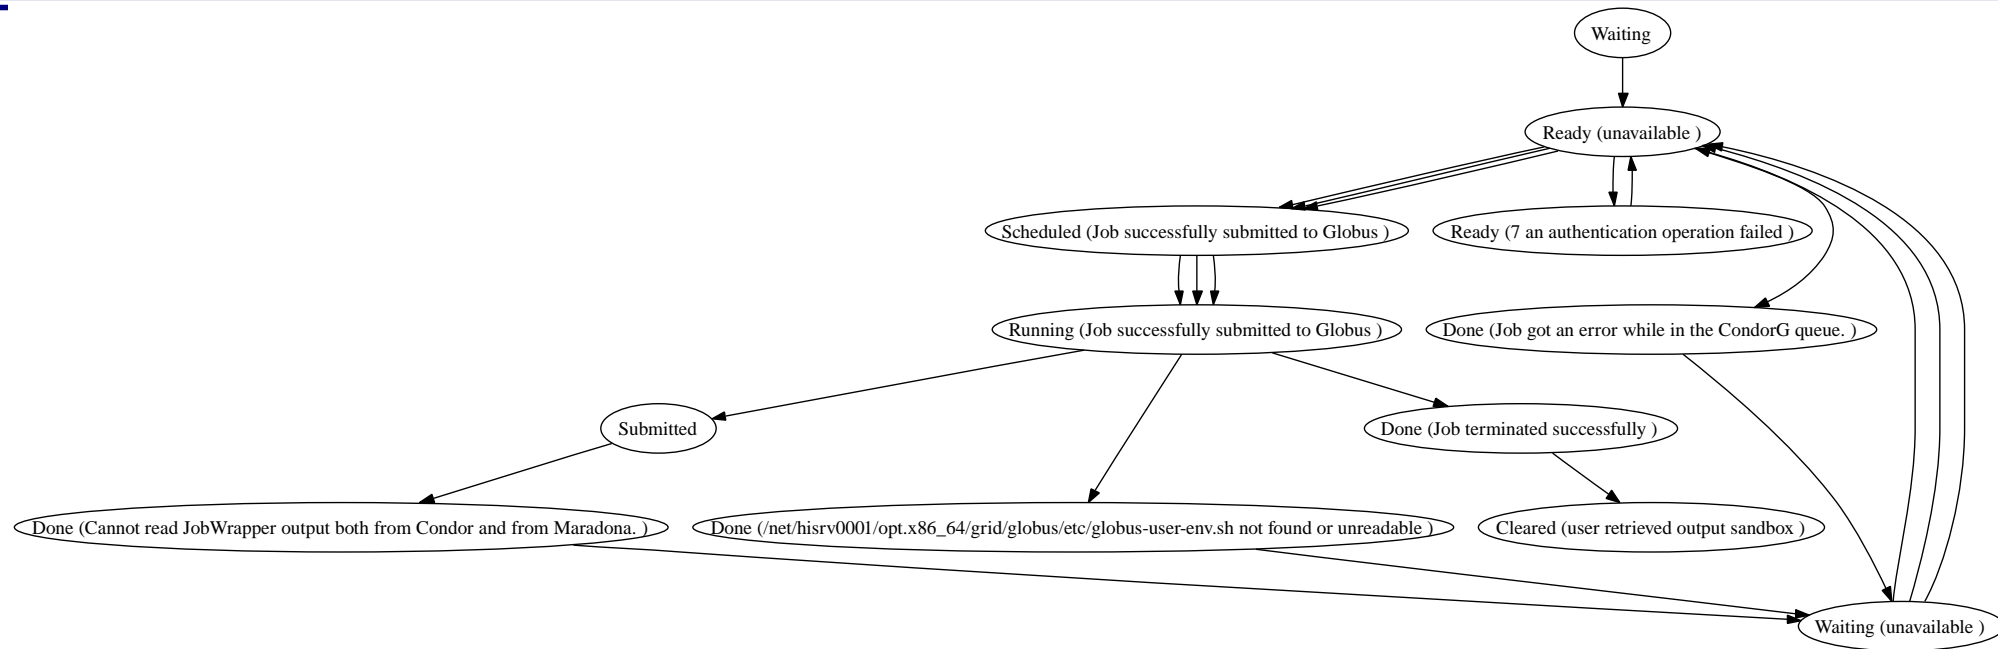 Waiting
Ready (unavailable )
Scheduled (Job successfully submitted to Globus )
Ready (7 an authentication operation failed )
Running (Job successfully submitted to Globus )
Done (Job got an error while in the CondorG queue. )
Submitted
Done (Job terminated successfully )
Done (Cannot read JobWrapper output both from Condor and from Maradona. )
Done (/net/hisrv0001/opt.x86_64/grid/globus/etc/globus-user-env.sh not found or unreadable )
Cleared (user retrieved output sandbox )
Waiting (unavailable )